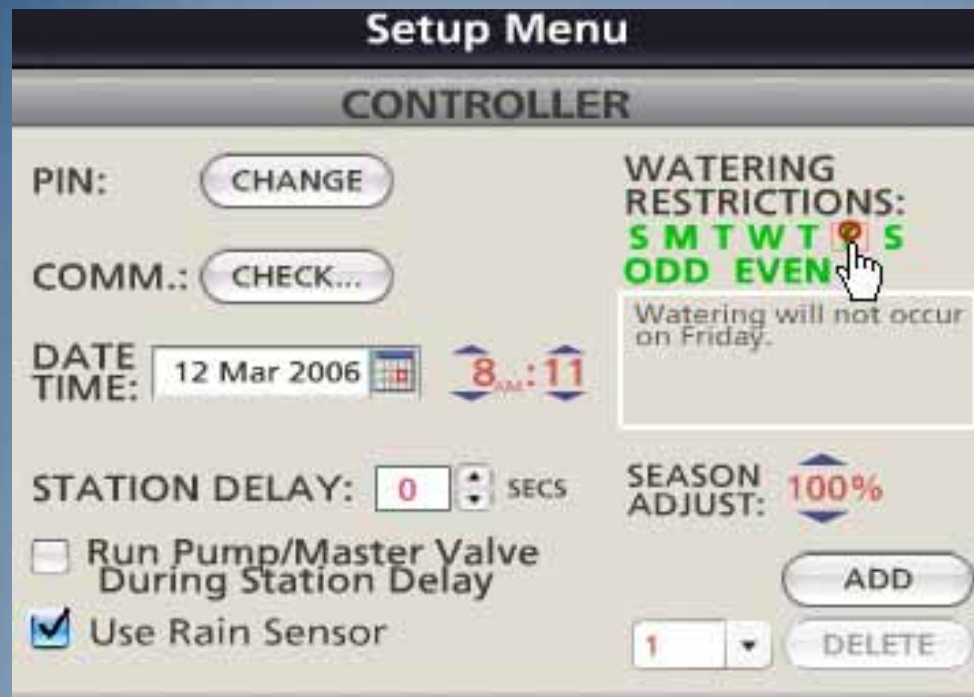 Setup Menu
CONTROLLER
PIN: CHANGE
COMM.: CHECK...
DATE
TIME: 12 Mar 2006 8 AM : 11
STATION DELAY: 0 SECS
Run Pump/Master Valve
During Station Delay
Use Rain Sensor
WATERING
RESTRICTIONS:
S M T W T S
ODD EVEN
Watering will not occur
on Friday.
SEASON
ADJUST: 100%
ADD
1 DELETE